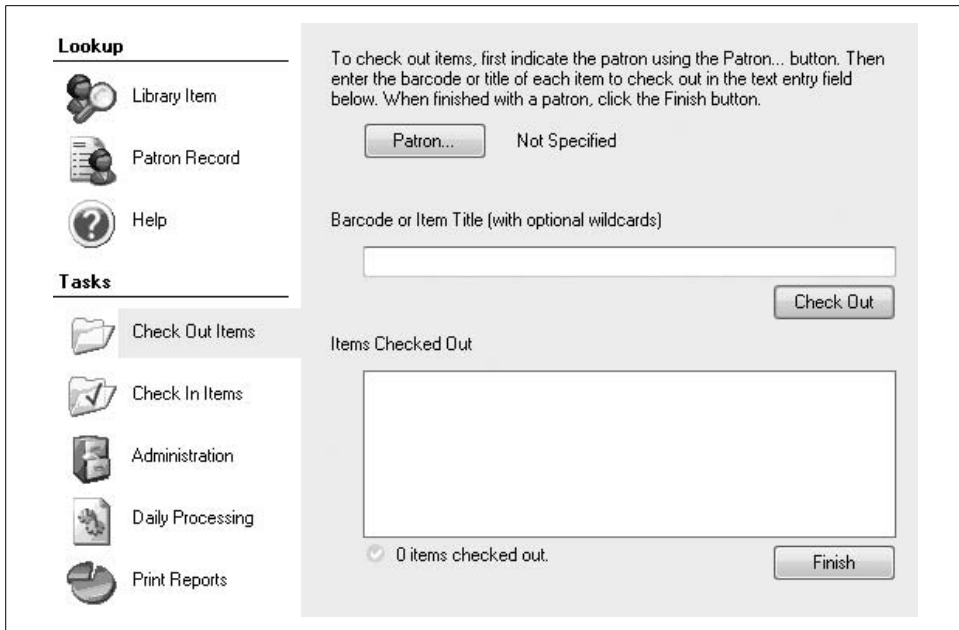 Lookup
Library Item
Patron Record
Help
Tasks
Check Out Items
Check In Items
Administration
Daily Processing
Print Reports
To check out items, first indicate the patron using the Patron... button. Then
enter the barcode or title of each item to check out in the text entry field
below. When finished with a patron, click the Finish button.
Patron...
Not Specified
Barcode or Item Title (with optional wildcards)
Check Out
Items Checked Out
0 items checked out.
Finish